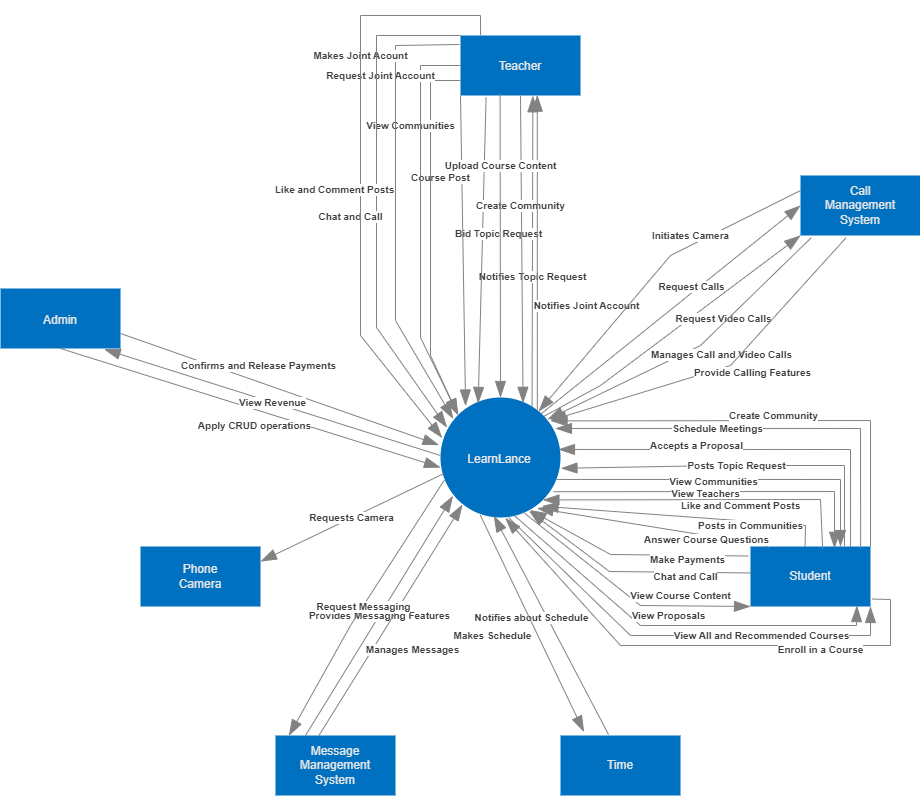 Makes Joint Acount
Teacher
Request Joint Account
View Communities
Upload Course Content
Course Post
Like and Comment Posts
Create Community
Chat and Call
Bid Topic Request
Call
Management
System
Initiates Camera
Notifies Topic Request
Request Calls
Notifies Joint Account
Admin
Request Video Calls
Manages Call and Video Calls
Confirms and Release Payments
Provide Calling Features
View Revenue
Create Community
Apply CRUD operations
Schedule Meetings
Accepts a Proposal
LearnLance
Posts Topic Request
View Communities
View Teachers
Like and Comment Posts
Requests Camera
Posts in Communities
Answer Course Questions
Make Payments
Phone
Camera
Student
Chat and Call
View Course Content
Request Messaging
Provides Messaging Features
Notifies about Schedule
View Proposals
Makes Schedule
View All and Recommended Courses
Manages Messages
Enroll in a Course
Message
Management
System
Time